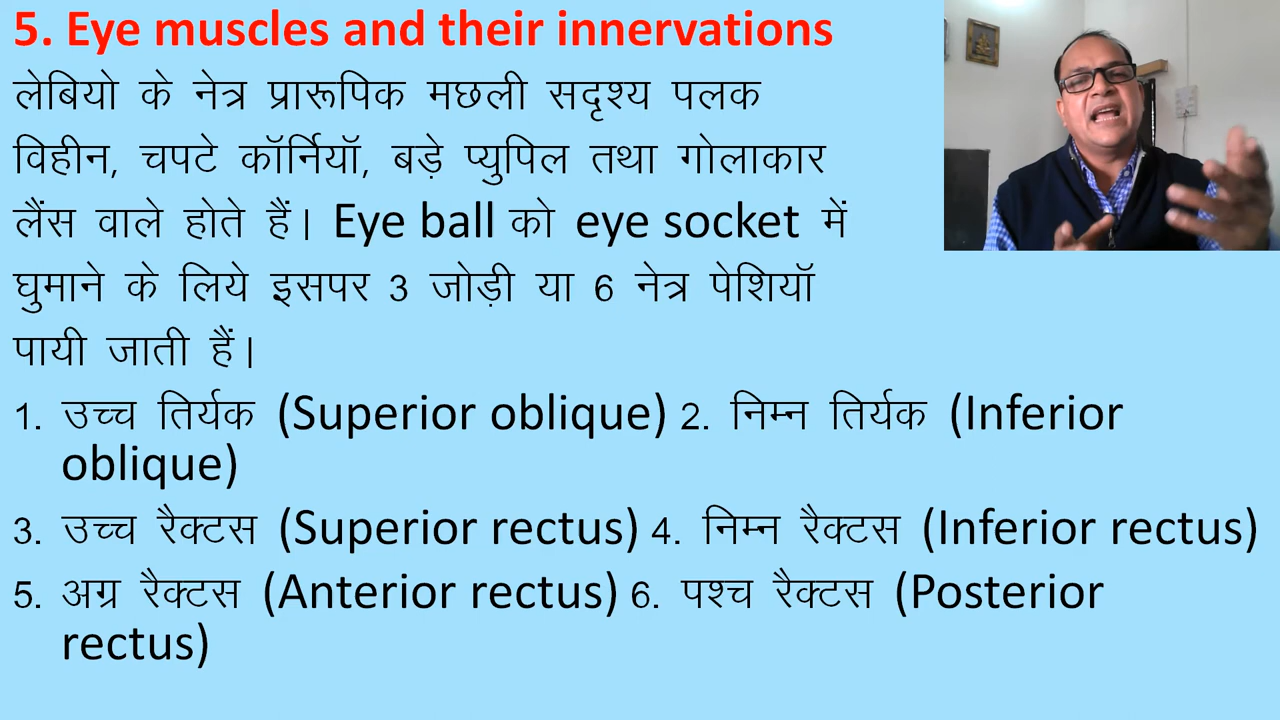 5. Eye muscles and their innervations
लेबियो के नेत्र प्रारूपिक मछली सदृश्य पलक
विहीन, चपटे कॉर्नियॉ, बड़े प्युपिल तथा गोलाकार
लैंस वाले होते हैं। Eye ball को eye socket में
घुमाने के लिये इसपर 3 जोड़ी या 6 नेत्र पेशियॉ
पायी जाती हैं।
1. उच्च तिर्यक (Superior oblique) 2. निम्न तिर्यक (Inferior
oblique)
3. उच्च रैक्टस (Superior rectus) 4. निम्न रैक्टस (Inferior rectus)
5. अग्र रैक्टस (Anterior rectus) 6. पश्च रैक्टस (Posterior
rectus)